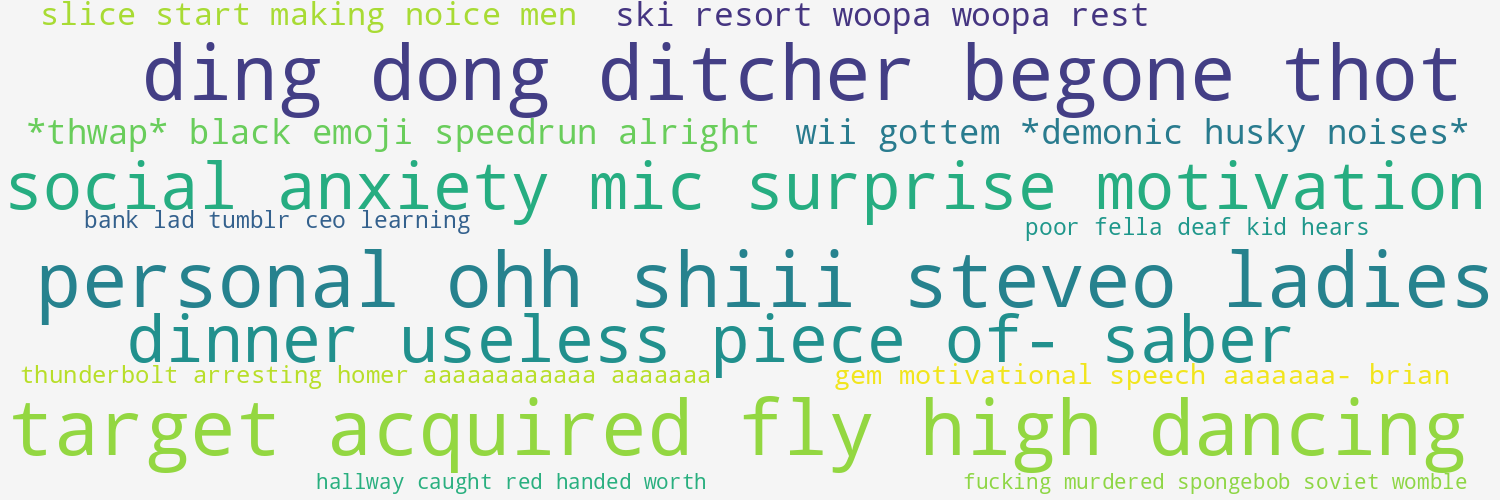 slice start making noice men
ski resort woopa woopa rest
ding dong ditcher begone thot
*thwap* black emoji speedrun alright
wii gottem *demonic husky noises*
social anxiety mic surprise motivation
bank lad tumblr ceo learning
poor fella deaf kid hears
personal ohh shiii steveo ladies
dinner useless piece of- saber
thunderbolt arresting homer aaaaaaaaaaaa aaaaaaa
gem motivational speech aaaaaaa- brian
target acquired fly high dancing
hallway caught red handed worth
fucking murdered spongebob soviet womble